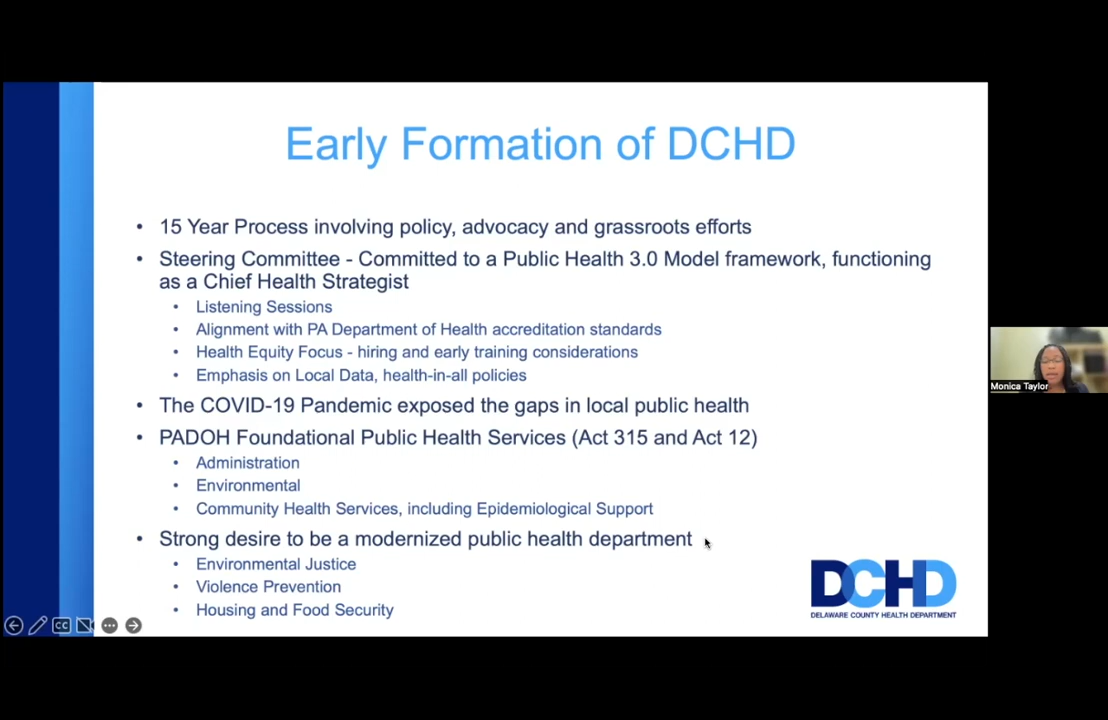 Early Formation of DCHD
• 15 Year Process involving policy, advocacy and grassroots efforts
• Steering Committee - Committed to a Public Health 3.0 Model framework, functioning
as a Chief Health Strategist
• Listening Sessions
• Alignment with PA Department of Health accreditation standards
• Health Equity Focus - hiring and early training considerations
• Emphasis on Local Data, health-in-all policies
• The COVID-19 Pandemic exposed the gaps in local public health
• PADOH Foundational Public Health Services (Act 315 and Act 12)
• Administration
• Environmental
• Community Health Services, including Epidemiological Support
• Strong desire to be a modernized public health department
• Environmental Justice
• Violence Prevention
• Housing and Food Security
DCHD
DELAWARE COUNTY HEALTH DEPARTMENT
CC
Monica Taylor